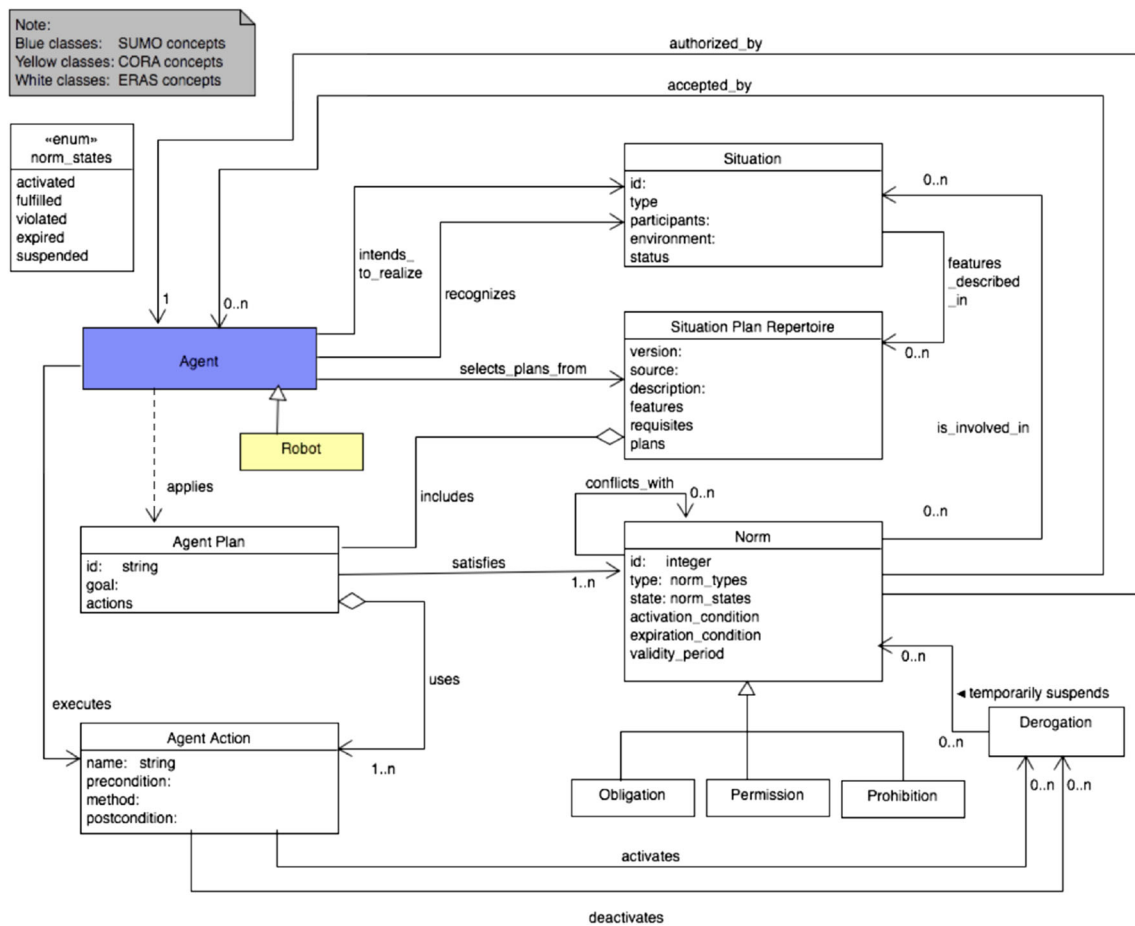 Note:
Blue classes: SUMO concepts
Yellow classes: CORA concepts
White classes: ERAS concepts
authorized_by
accepted_by
«enum»
norm_states
activated
fulfilled
violated
expired
suspended
Situation
id:
type
participants:
environment:
status
0..n
intends_
to_realize
recognizes
features
_described
_in
1
0..n
Agent
Situation Plan Repertoire
version:
source:
description:
features
requisites
plans
0..n
selects_plans_from
Robot
is_involved_in
applies
includes
conflicts_with
0..n
0..n
Agent Plan
id: string
goal:
actions
satisfies
1..n
Norm
id: integer
type: norm_types
state: norm_states
activation_condition
expiration_condition
validity_period
0..n
uses
◄ temporarily suspends
executes
Derogation
0..n
Agent Action
name: string
precondition:
method:
postcondition:
1..n
Obligation
Permission
Prohibition
0..n
0..n
activates
deactivates